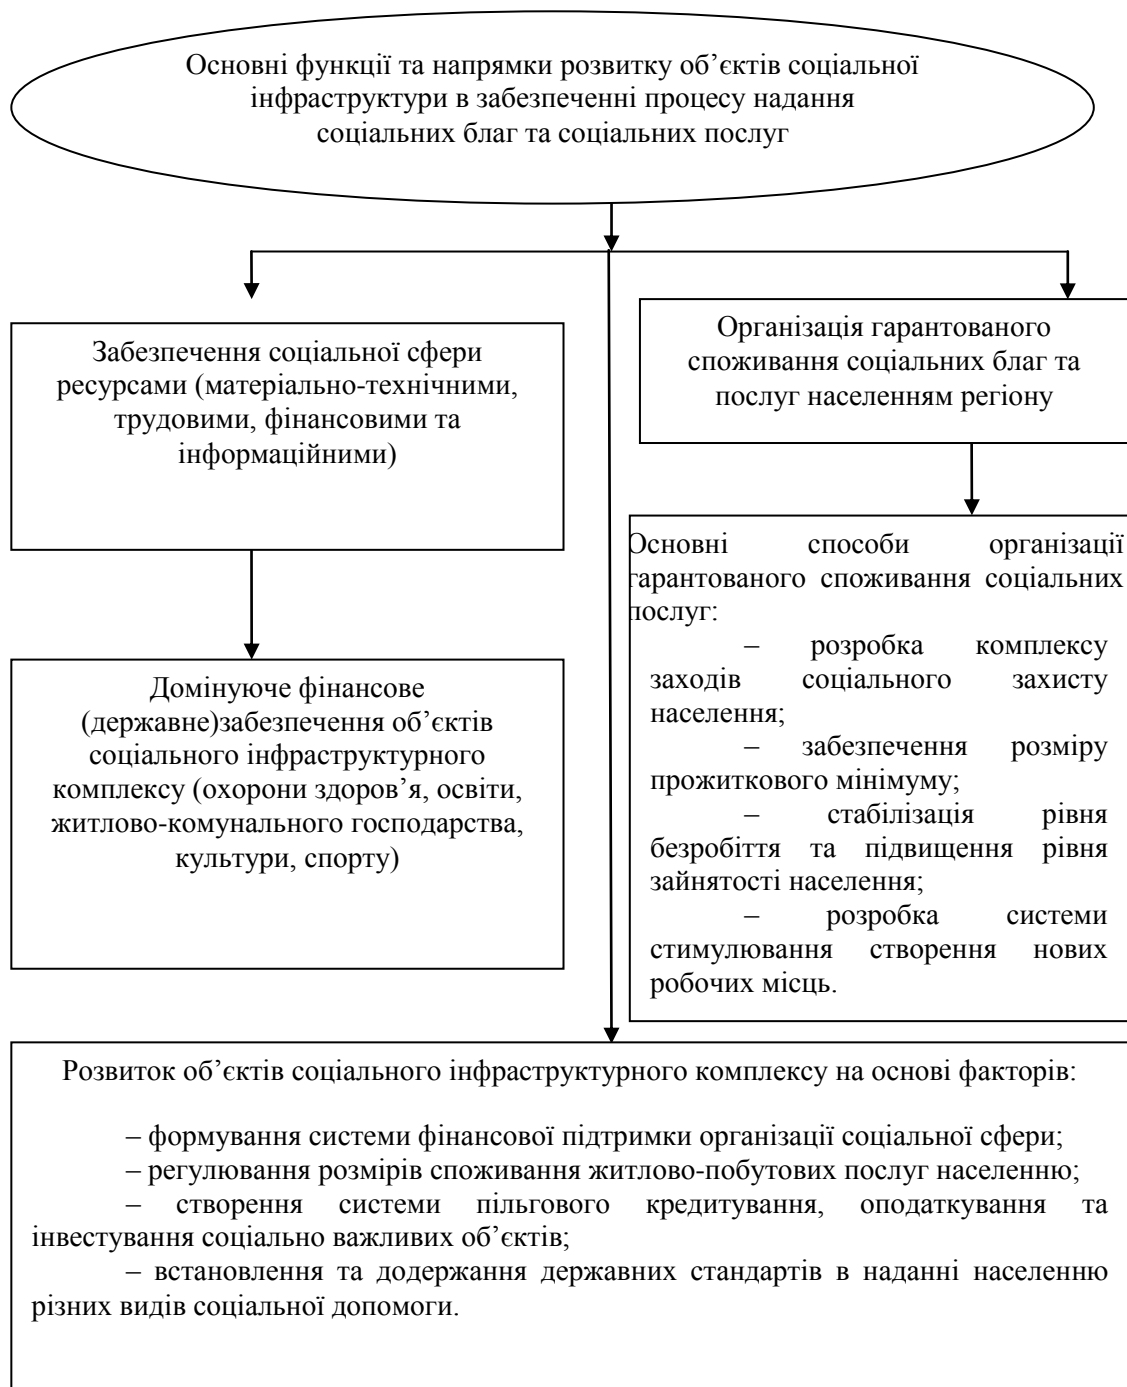 Основні функції та напрямки розвитку об’єктів соціальної
інфраструктури в забезпеченні процесу надання
соціальних благ та соціальних послуг
Забезпечення соціальної сфери
ресурсами (матеріально-технічними,
трудовими, фінансовими та
інформаційними)
Домінуюче фінансове
(державне)забезпечення об’єктів
соціального інфраструктурного
комплексу (охорони здоров’я, освіти,
житлово-комунального господарства,
культури, спорту)
Організація гарантованого
споживання соціальних благ та
послуг населенням регіону
Основні способи організації
гарантованого споживання соціальних
послуг:
– розробка комплексу
заходів соціального захисту
населення;
– забезпечення розміру
прожиткового мінімуму;
– стабілізація рівня
безробіття та підвищення рівня
зайнятості населення;
– розробка системи
стимулювання створення нових
робочих місць.
Розвиток об’єктів соціального інфраструктурного комплексу на основі факторів:
– формування системи фінансової підтримки організації соціальної сфери;
– регулювання розмірів споживання житлово-побутових послуг населенню;
– створення системи пільгового кредитування, оподаткування та
інвестування соціально важливих об’єктів;
– встановлення та додержання державних стандартів в наданні населенню
різних видів соціальної допомоги.